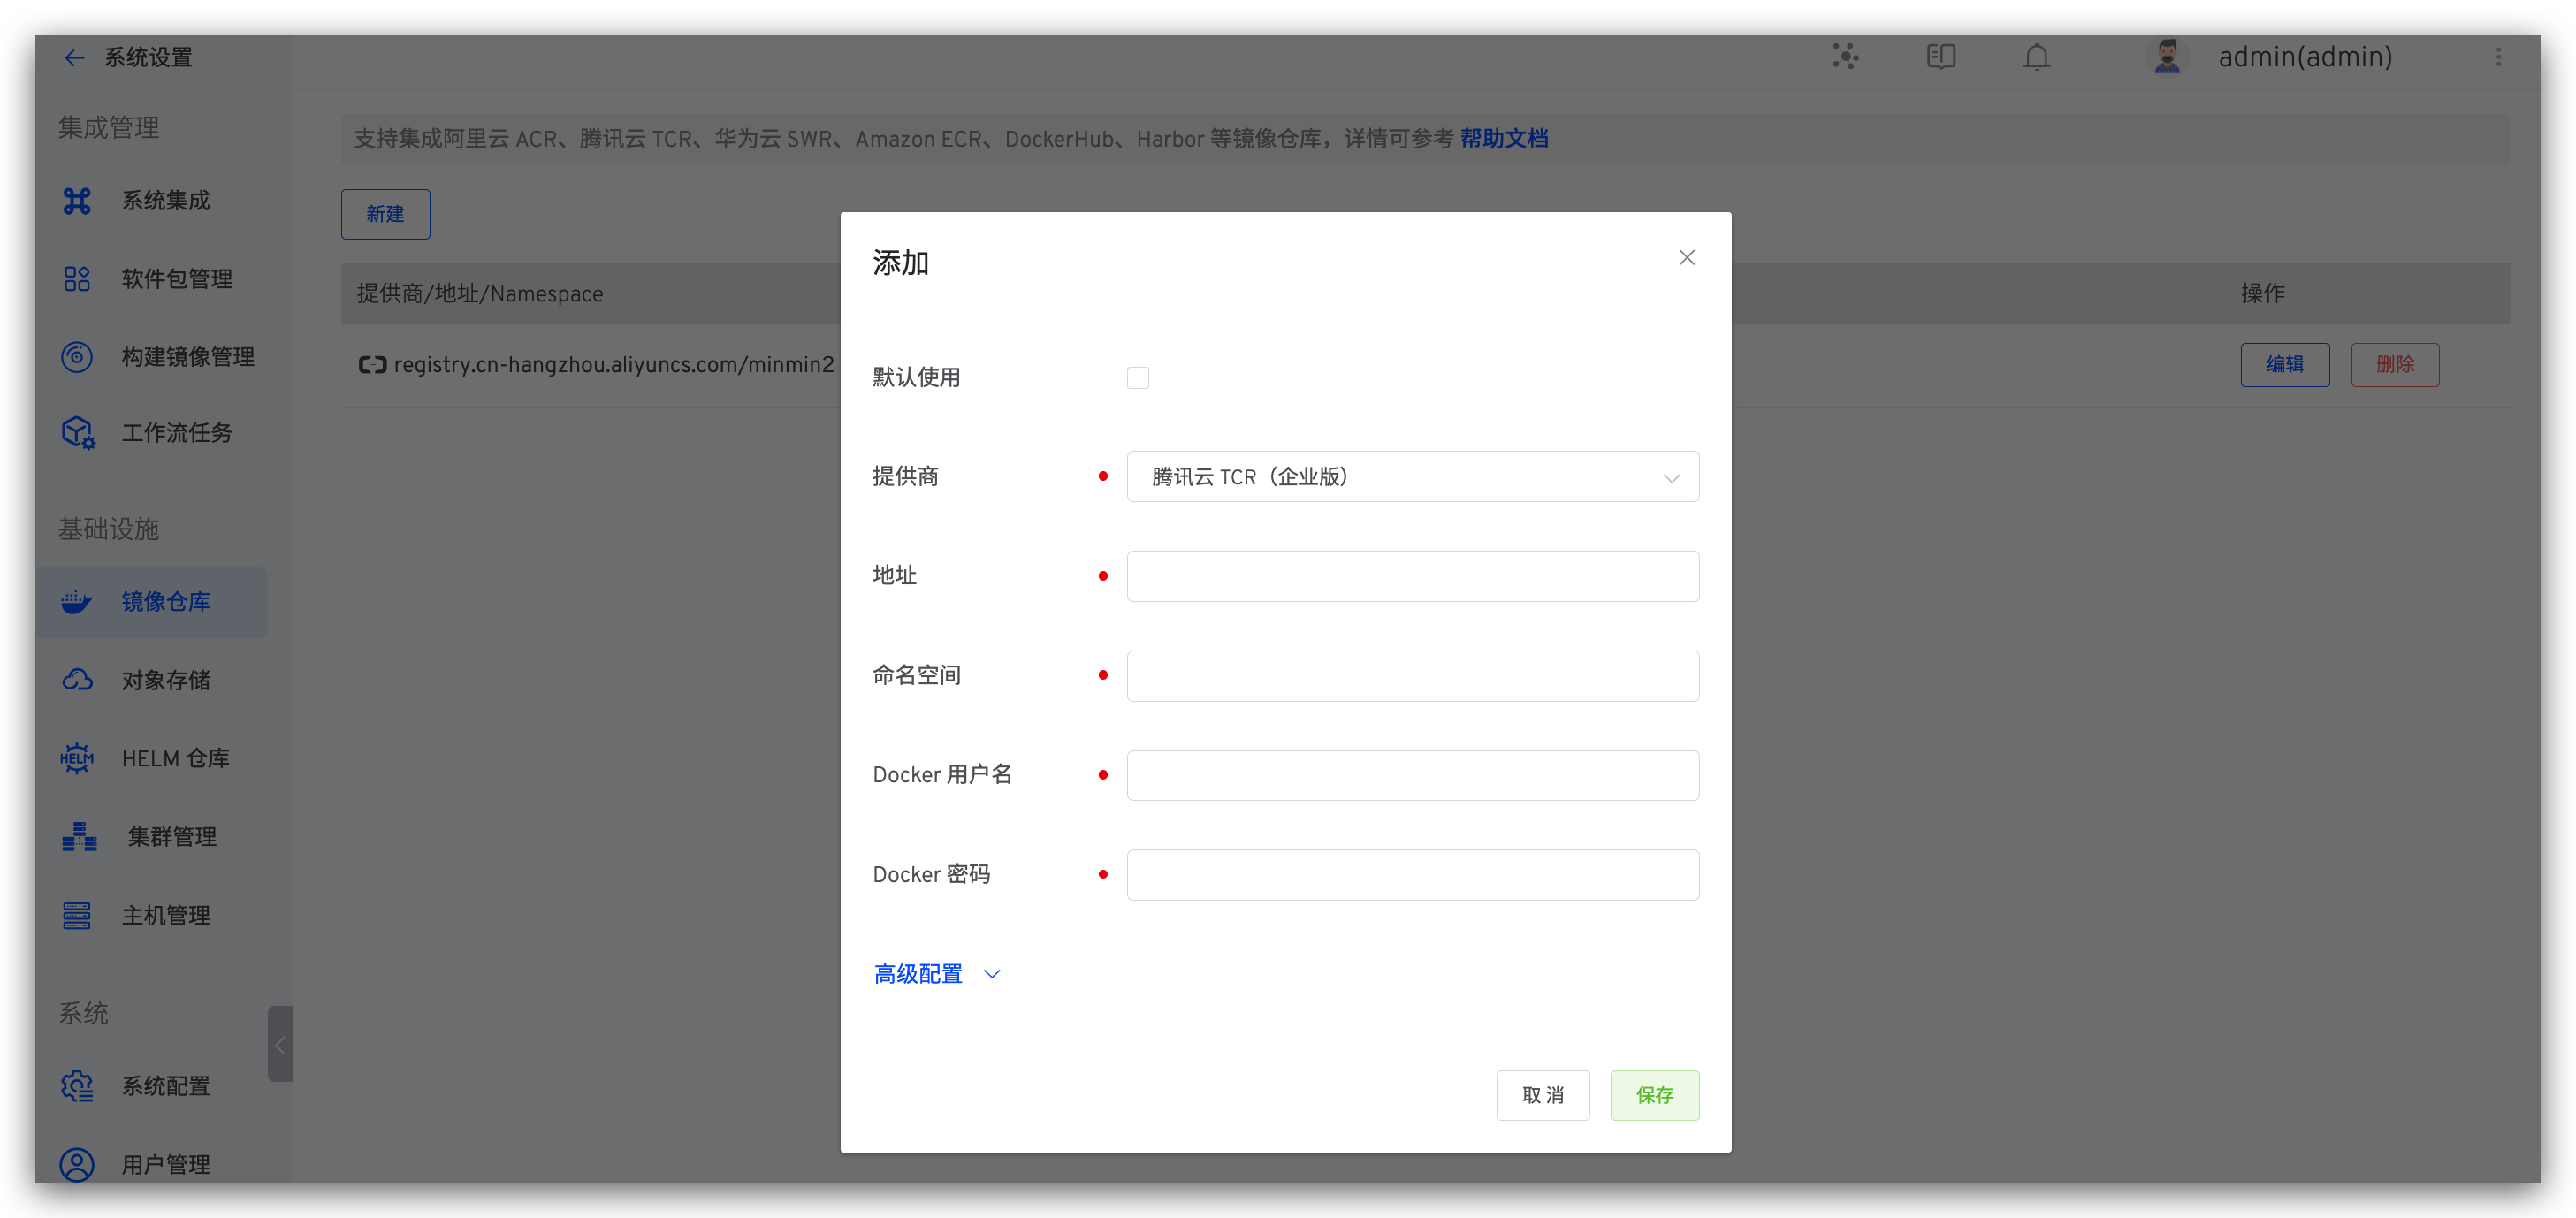 系统设置
admin(admin)
集成管理
系统集成
软件包管理
构建镜像管理
工作流任务
基础设施
镜像仓库
对象存储
HELM
HELM 仓库
集群管理
主机管理
系统
系统配置
用户管理
支持集成阿里云 ACR、腾讯云 TCR、华为云 SWR、Amazon ECR、DockerHub、Harbor 等镜像仓库，详情可参考 帮助文档
新建
提供商/地址/Namespace
操作
registry.cn-hangzhou.aliyuncs.com/minmin2
编辑
删除
添加
默认使用
提供商
腾讯云 TCR（企业版）
地址
命名空间
Docker 用户名
Docker 密码
高级配置
取 消
保存